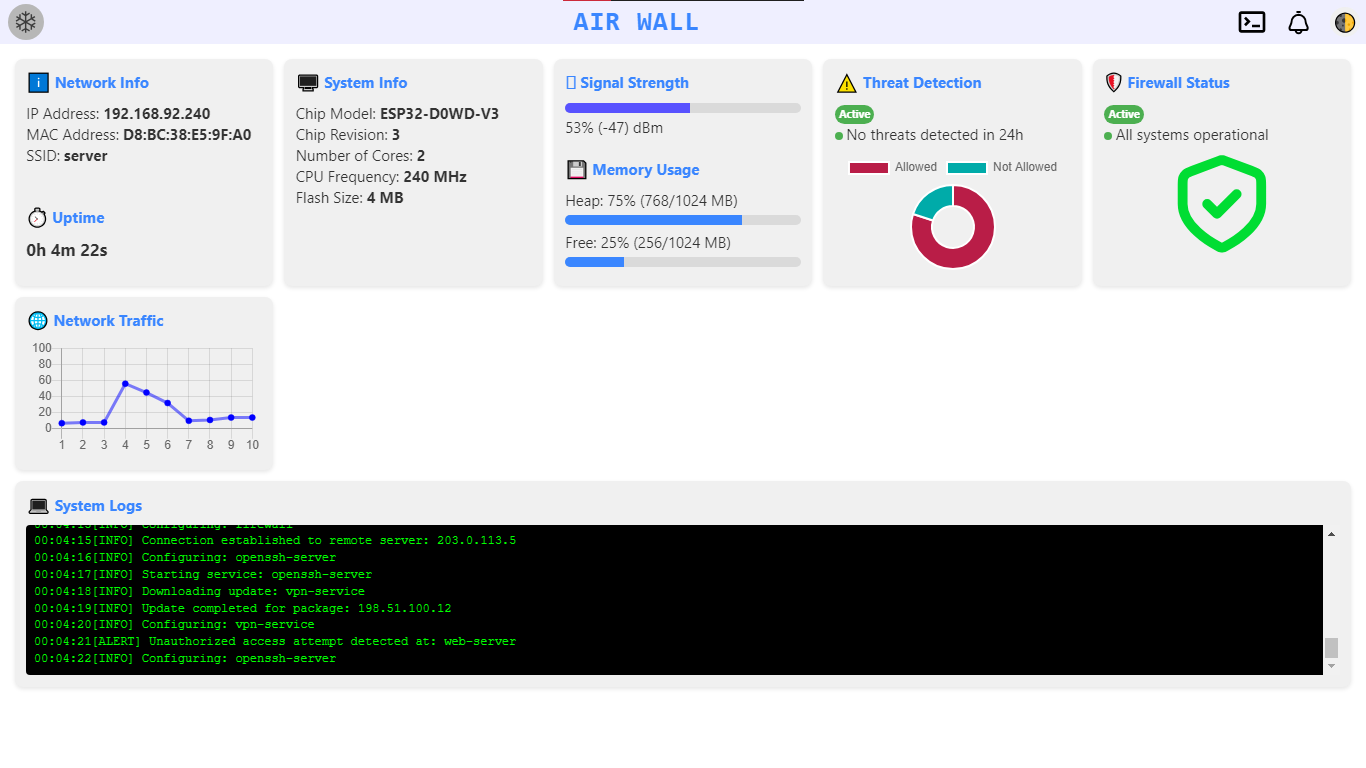 AIR WALL
Network Info
IP Address: 192.168.92.240
MAC Address: D8:BC:38:E5:9F:A0
SSID: server
Uptime
0h 4m 22s
System Info
Chip Model: ESP32-D0WD-V3
Chip Revision: 3
Number of Cores: 2
CPU Frequency: 240 MHz
Flash Size: 4 MB
Signal Strength
53% (-47) dBm
Memory Usage
Heap: 75% (768/1024 MB)
Free: 25% (256/1024 MB)
Threat Detection
Active
No threats detected in 24h
Allowed Not Allowed
Firewall Status
Active
All systems operational
Network Traffic
100
80
60
40
20
0
1 2 3 4 5 6 7 8 9 10
System Logs
00:04:15[INFO] Configuring: firewall
00:04:15[INFO] Connection established to remote server: 203.0.113.5
00:04:16[INFO] Configuring: openssh-server
00:04:17[INFO] Starting service: openssh-server
00:04:18[INFO] Downloading update: vpn-service
00:04:19[INFO] Update completed for package: 198.51.100.12
00:04:20[INFO] Configuring: vpn-service
00:04:21[ALERT] Unauthorized access attempt detected at: web-server
00:04:22[INFO] Configuring: openssh-server